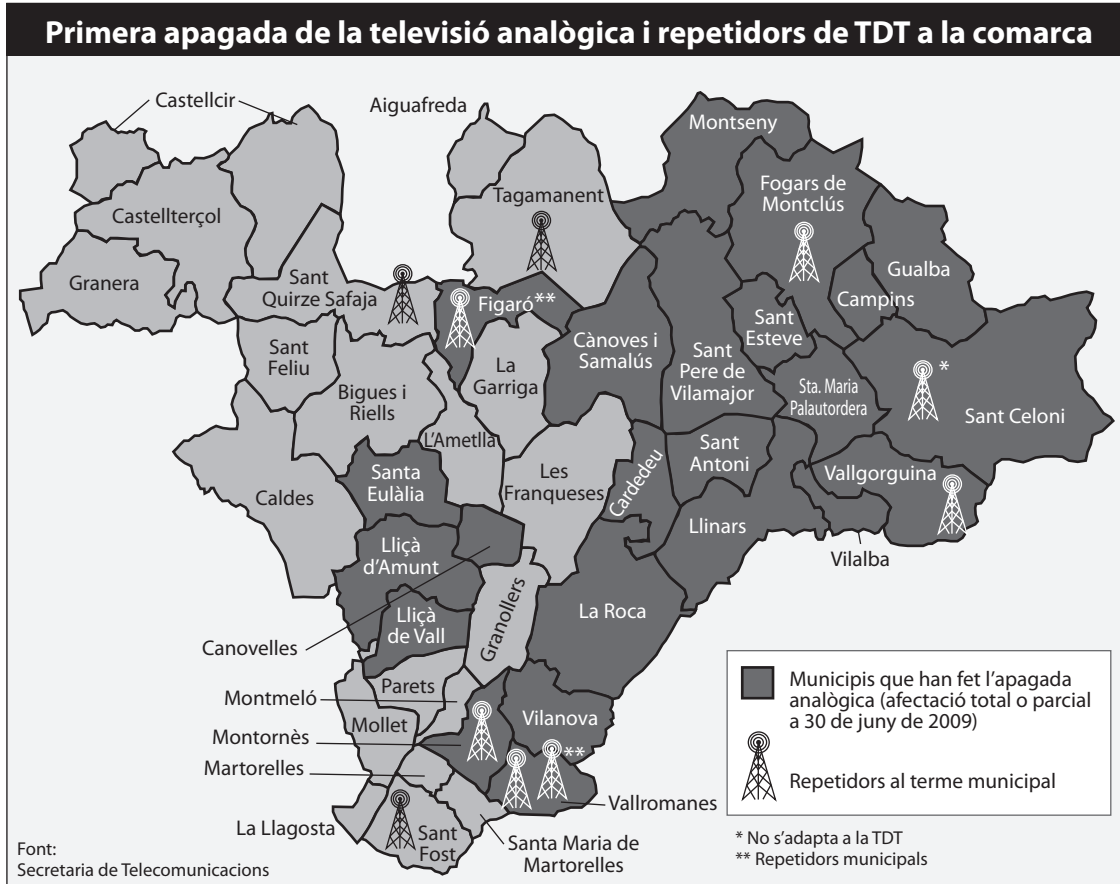 Primera apagada de la televisió analògica i repetidors de TDT a la comarca
Castellcir
Aiguafreda
Montseny
Tagamanent
Fogars de
Montclús
Castellterçol
Granera
Sant
Quirze Safaja
Gualba
Campins
Figaró**
Sant
Esteve
Cànoves i
Samalús
Sant
Feliu
La
Garriga
Sant
Pere de
Vilamajor
*
Bigues i
Riells
Sta. Maria
Palautordera
Sant Celoni
L'Ametlla
Sant
Antoni
Santa
Eulàlia
Les
Franqueses
Cardedeu
Vallgorguina
Caldes
Llinars
Vilalba
Lliçà
d'Amunt
Lliçà
de Vall
Granollers
La Roca
Canovelles
Parets
Montmeló
Mollet
Vilanova
Montornès
**
Martorelles
Vallromanes
La Llagosta
Sant
Fost
Santa Maria de
Martorelles
Municipis que han fet l'apagada
analògica (afectació total o parcial
a 30 de juny de 2009)
Repetidors al terme municipal
* No s'adapta a la TDT
** Repetidors municipals
Font:
Secretaria de Telecomunicacions